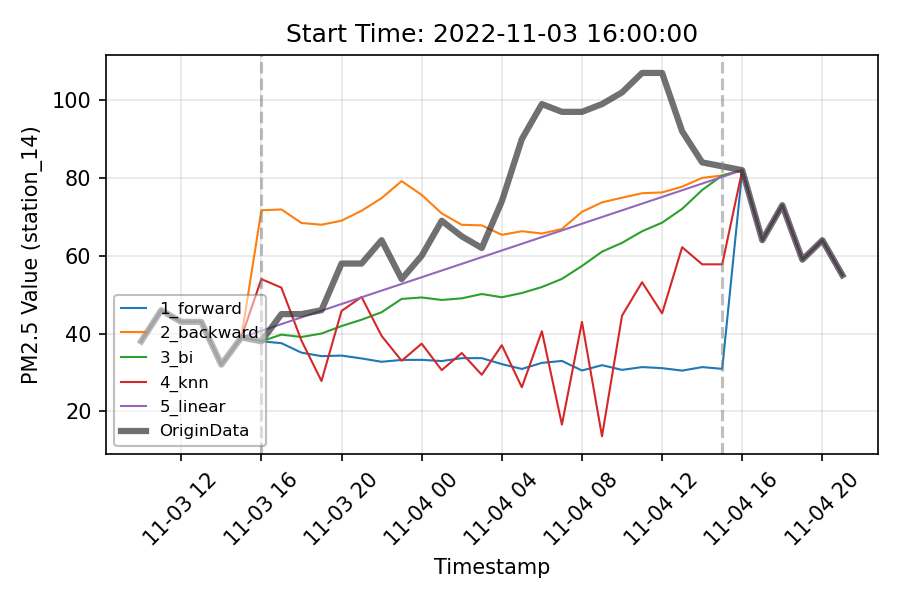 Start Time: 2022-11-03 16:00:00
PM2.5 Value (station_14)
100
80
60
40
20
1_forward
2_backward
3_bi
4_knn
5_linear
OriginData
11-03 12
11-03 16
11-03 20
11-04 00
11-04 04
11-04 08
11-04 12
11-04 16
11-04 20
Timestamp